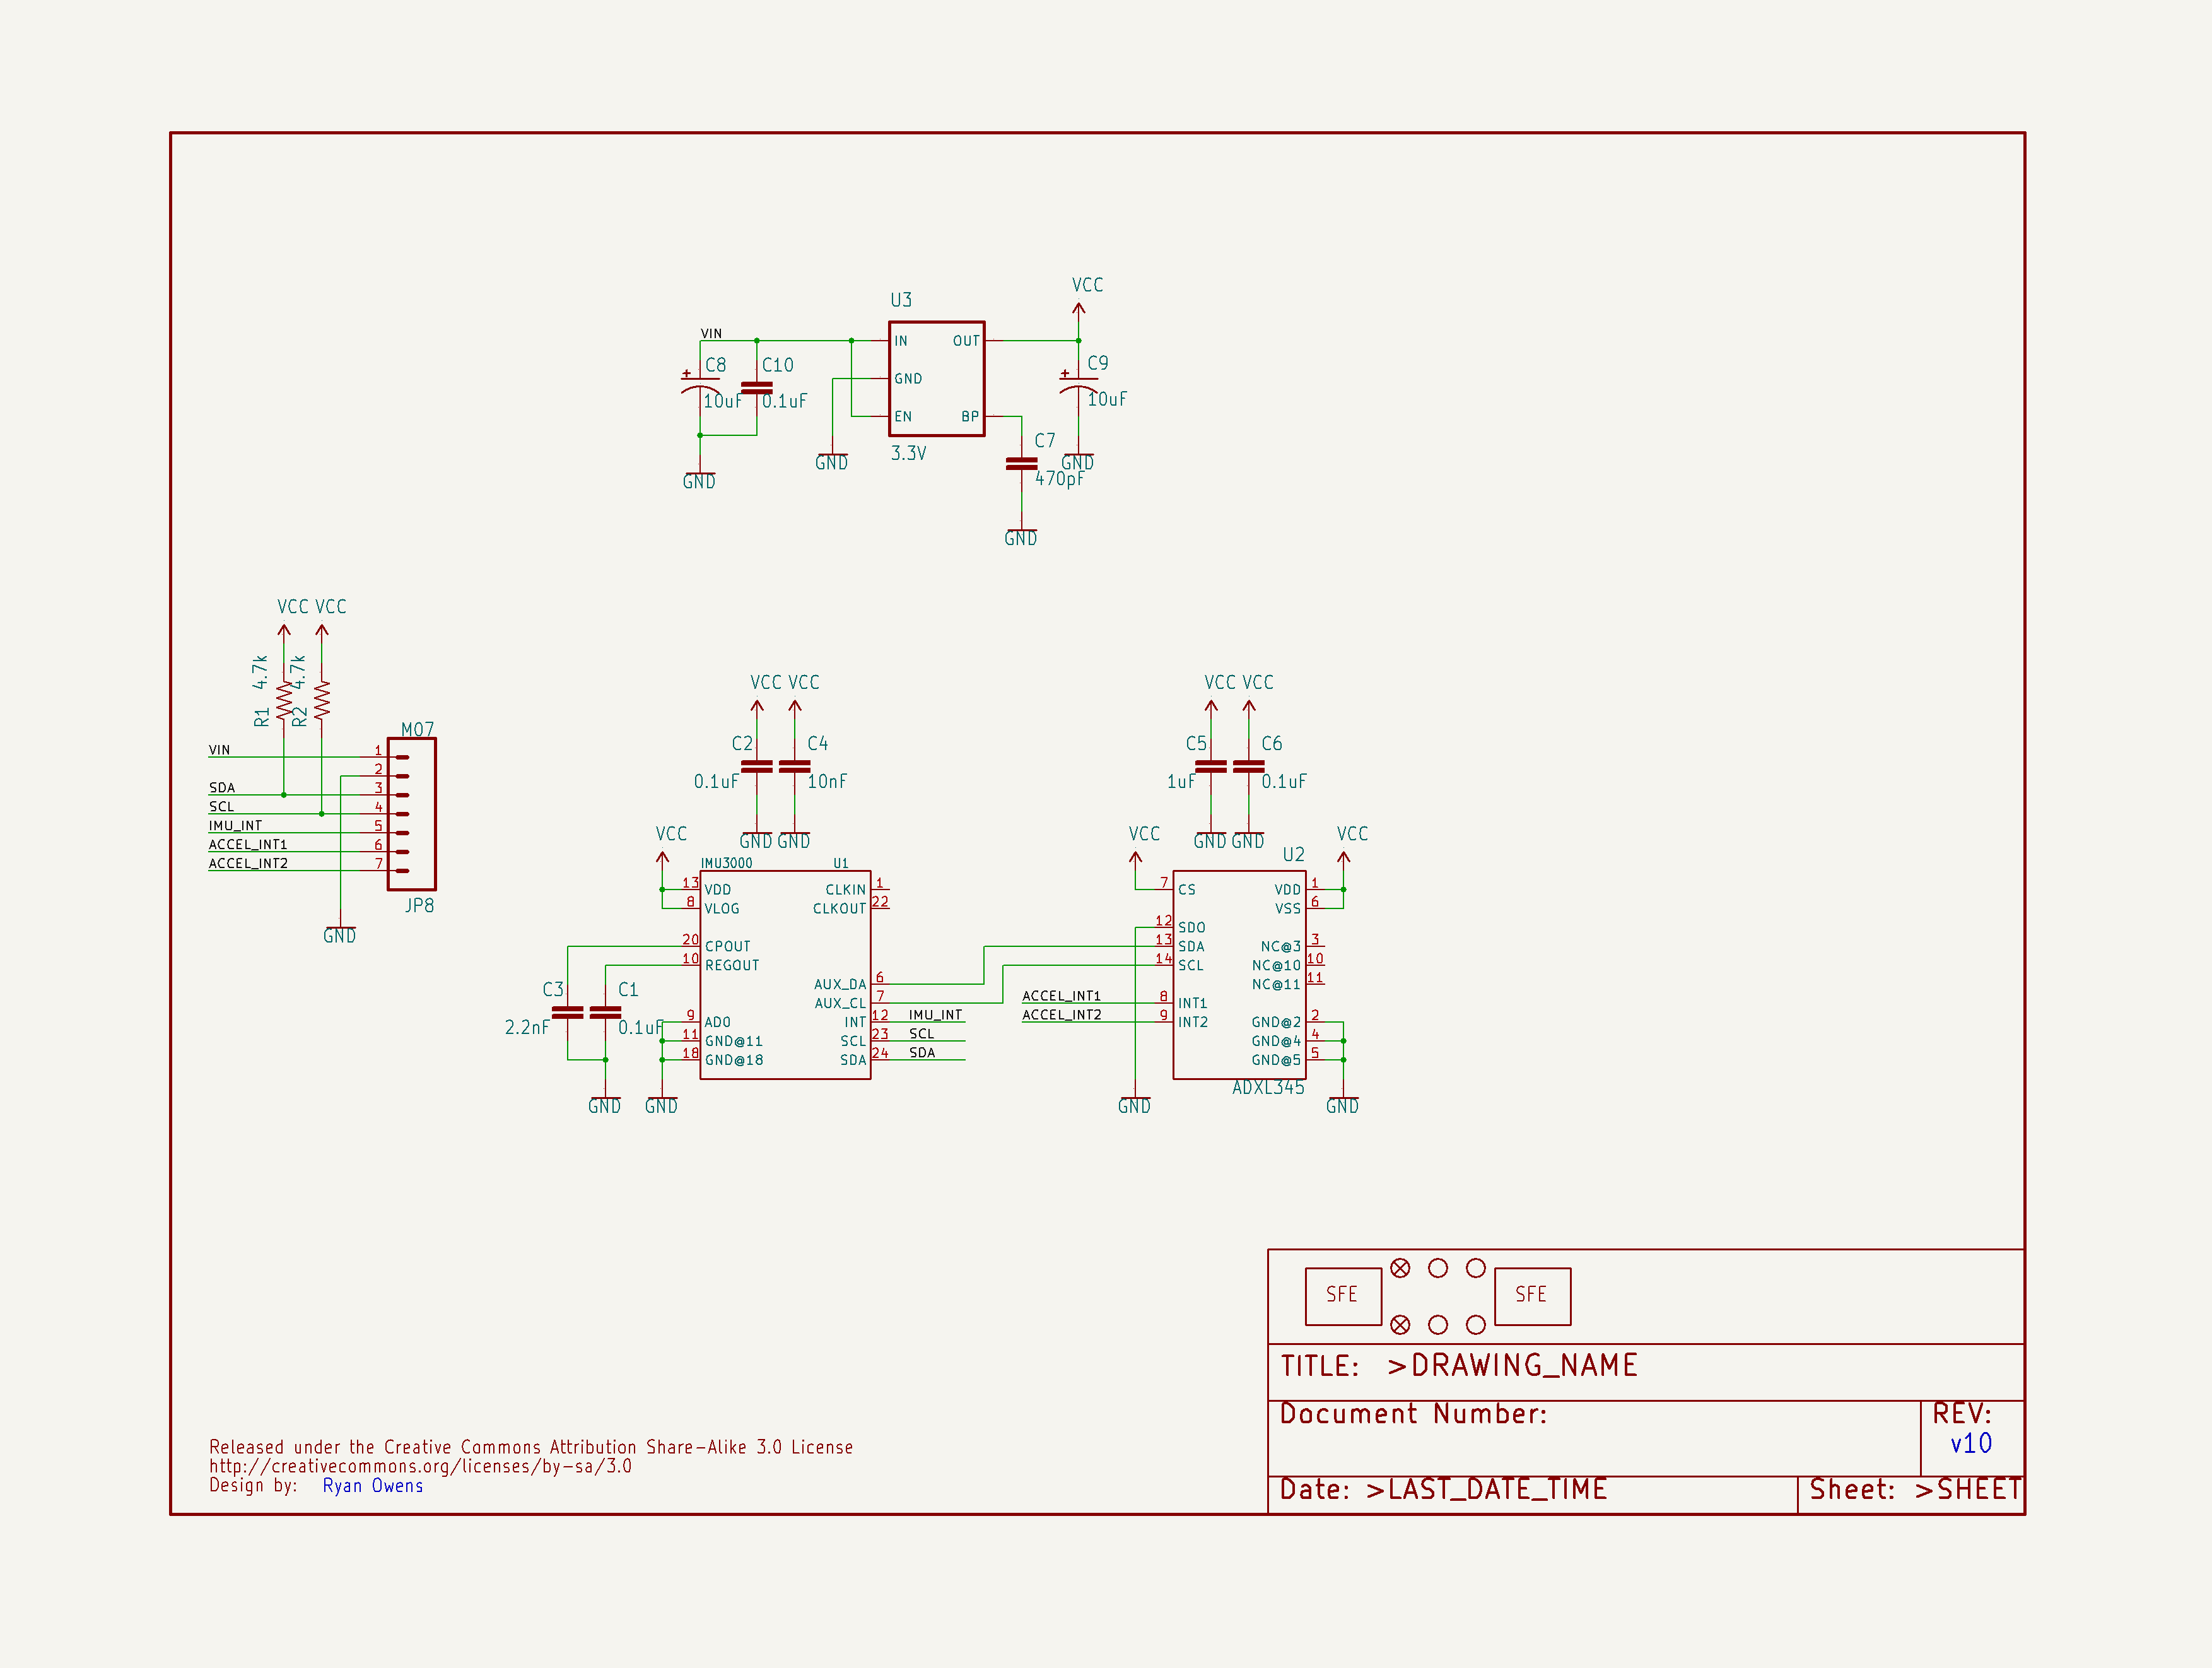 VCC
U3
VIN
IN
OUT
C8
C10
C9
GND
10uF
0.1uF
10uF
EN
BP
C7
3.3V
GND
GND
470pF
GND
GND
VCC VCC
4.7k
4.7k
R1
R2
M07
VIN
1
2
SDA
3
SCL
4
IMU_INT
5
ACCEL_INT1
6
ACCEL_INT2
7
JP8
GND
VCC VCC
C2
C4
0.1uF
10nF
GND GND
VCC VCC
C5
C6
1uF
0.1uF
GND GND
VCC
IMU3000
U1
13 VDD
CLKIN 1
8 VLOG
CLKOUT 22
20 CPOUT
10 REGOUT
AUX_DA 6
AUX_CL 7
9 AD0
INT 12 IMU_INT
11 GND@11
SCL 23 SCL
18 GND@18
SDA 24 SDA
C3
C1
2.2nF
0.1uF
GND
GND
VCC
VCC
U2
7 CS
VDD 1
VSS 6
12 SDO
13 SDA
NC@3 3
14 SCL
NC@10 10
NC@11 11
ACCEL_INT1 8 INT1
ACCEL_INT2 9 INT2
GND@2 2
GND@4 4
GND@5 5
ADXL345
GND
GND
SFE
SFE
TITLE: >DRAWING_NAME
Document Number:
REV:
v10
Date: >LAST_DATE_TIME
Sheet: >SHEET
Released under the Creative Commons Attribution Share-Alike 3.0 License
http://creativecommons.org/licenses/by-sa/3.0
Design by: Ryan Owens